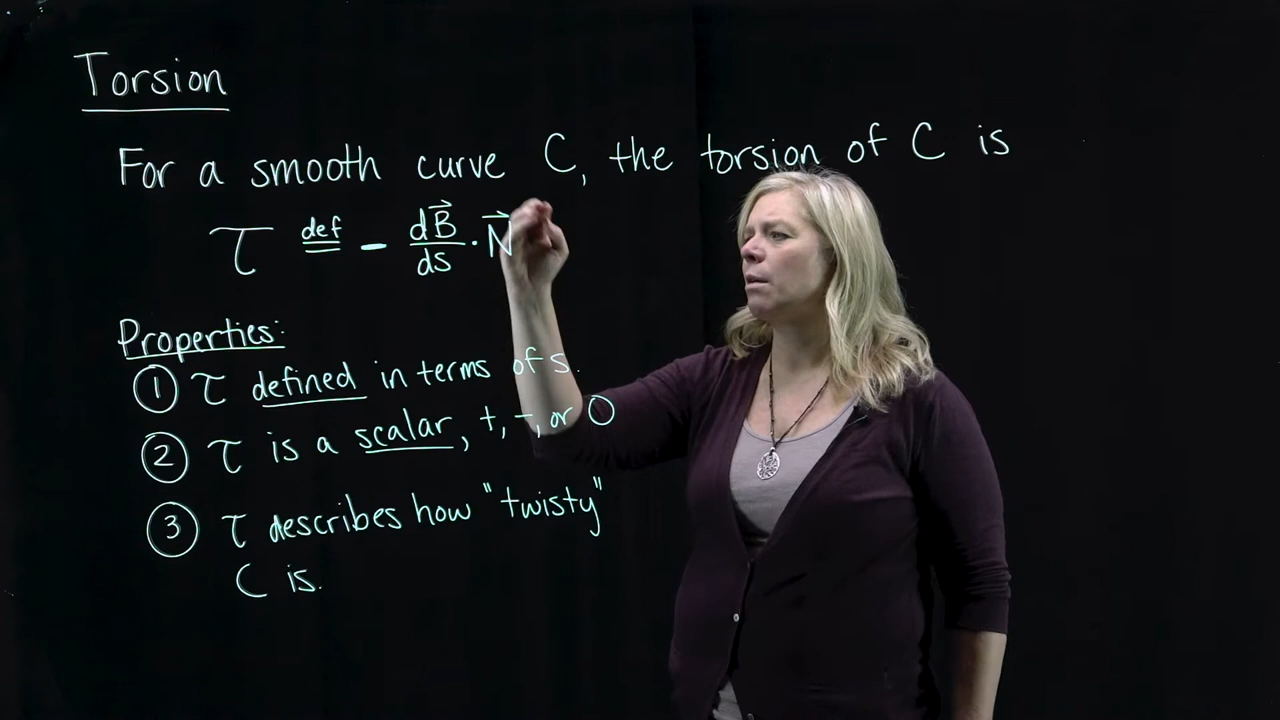 Torsion
For a smooth curve C, the torsion of C is
τ def= - dB⃗/ds · N⃗
Properties:
① τ defined in terms of s.
② τ is a scalar, +, -, or 0
③ τ describes how "twisty"
C is.